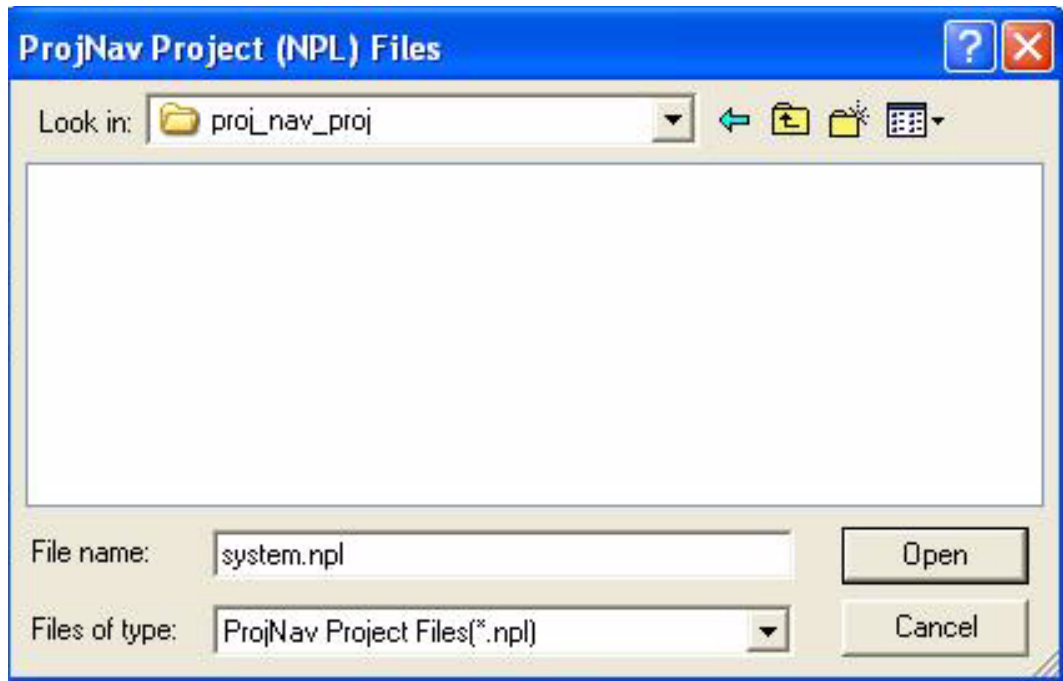 ProjNav Project (NPL) Files
Look in: proj_nav_proj
File name: system.npl Open
Files of type: ProjNav Project Files(*.npl) Cancel